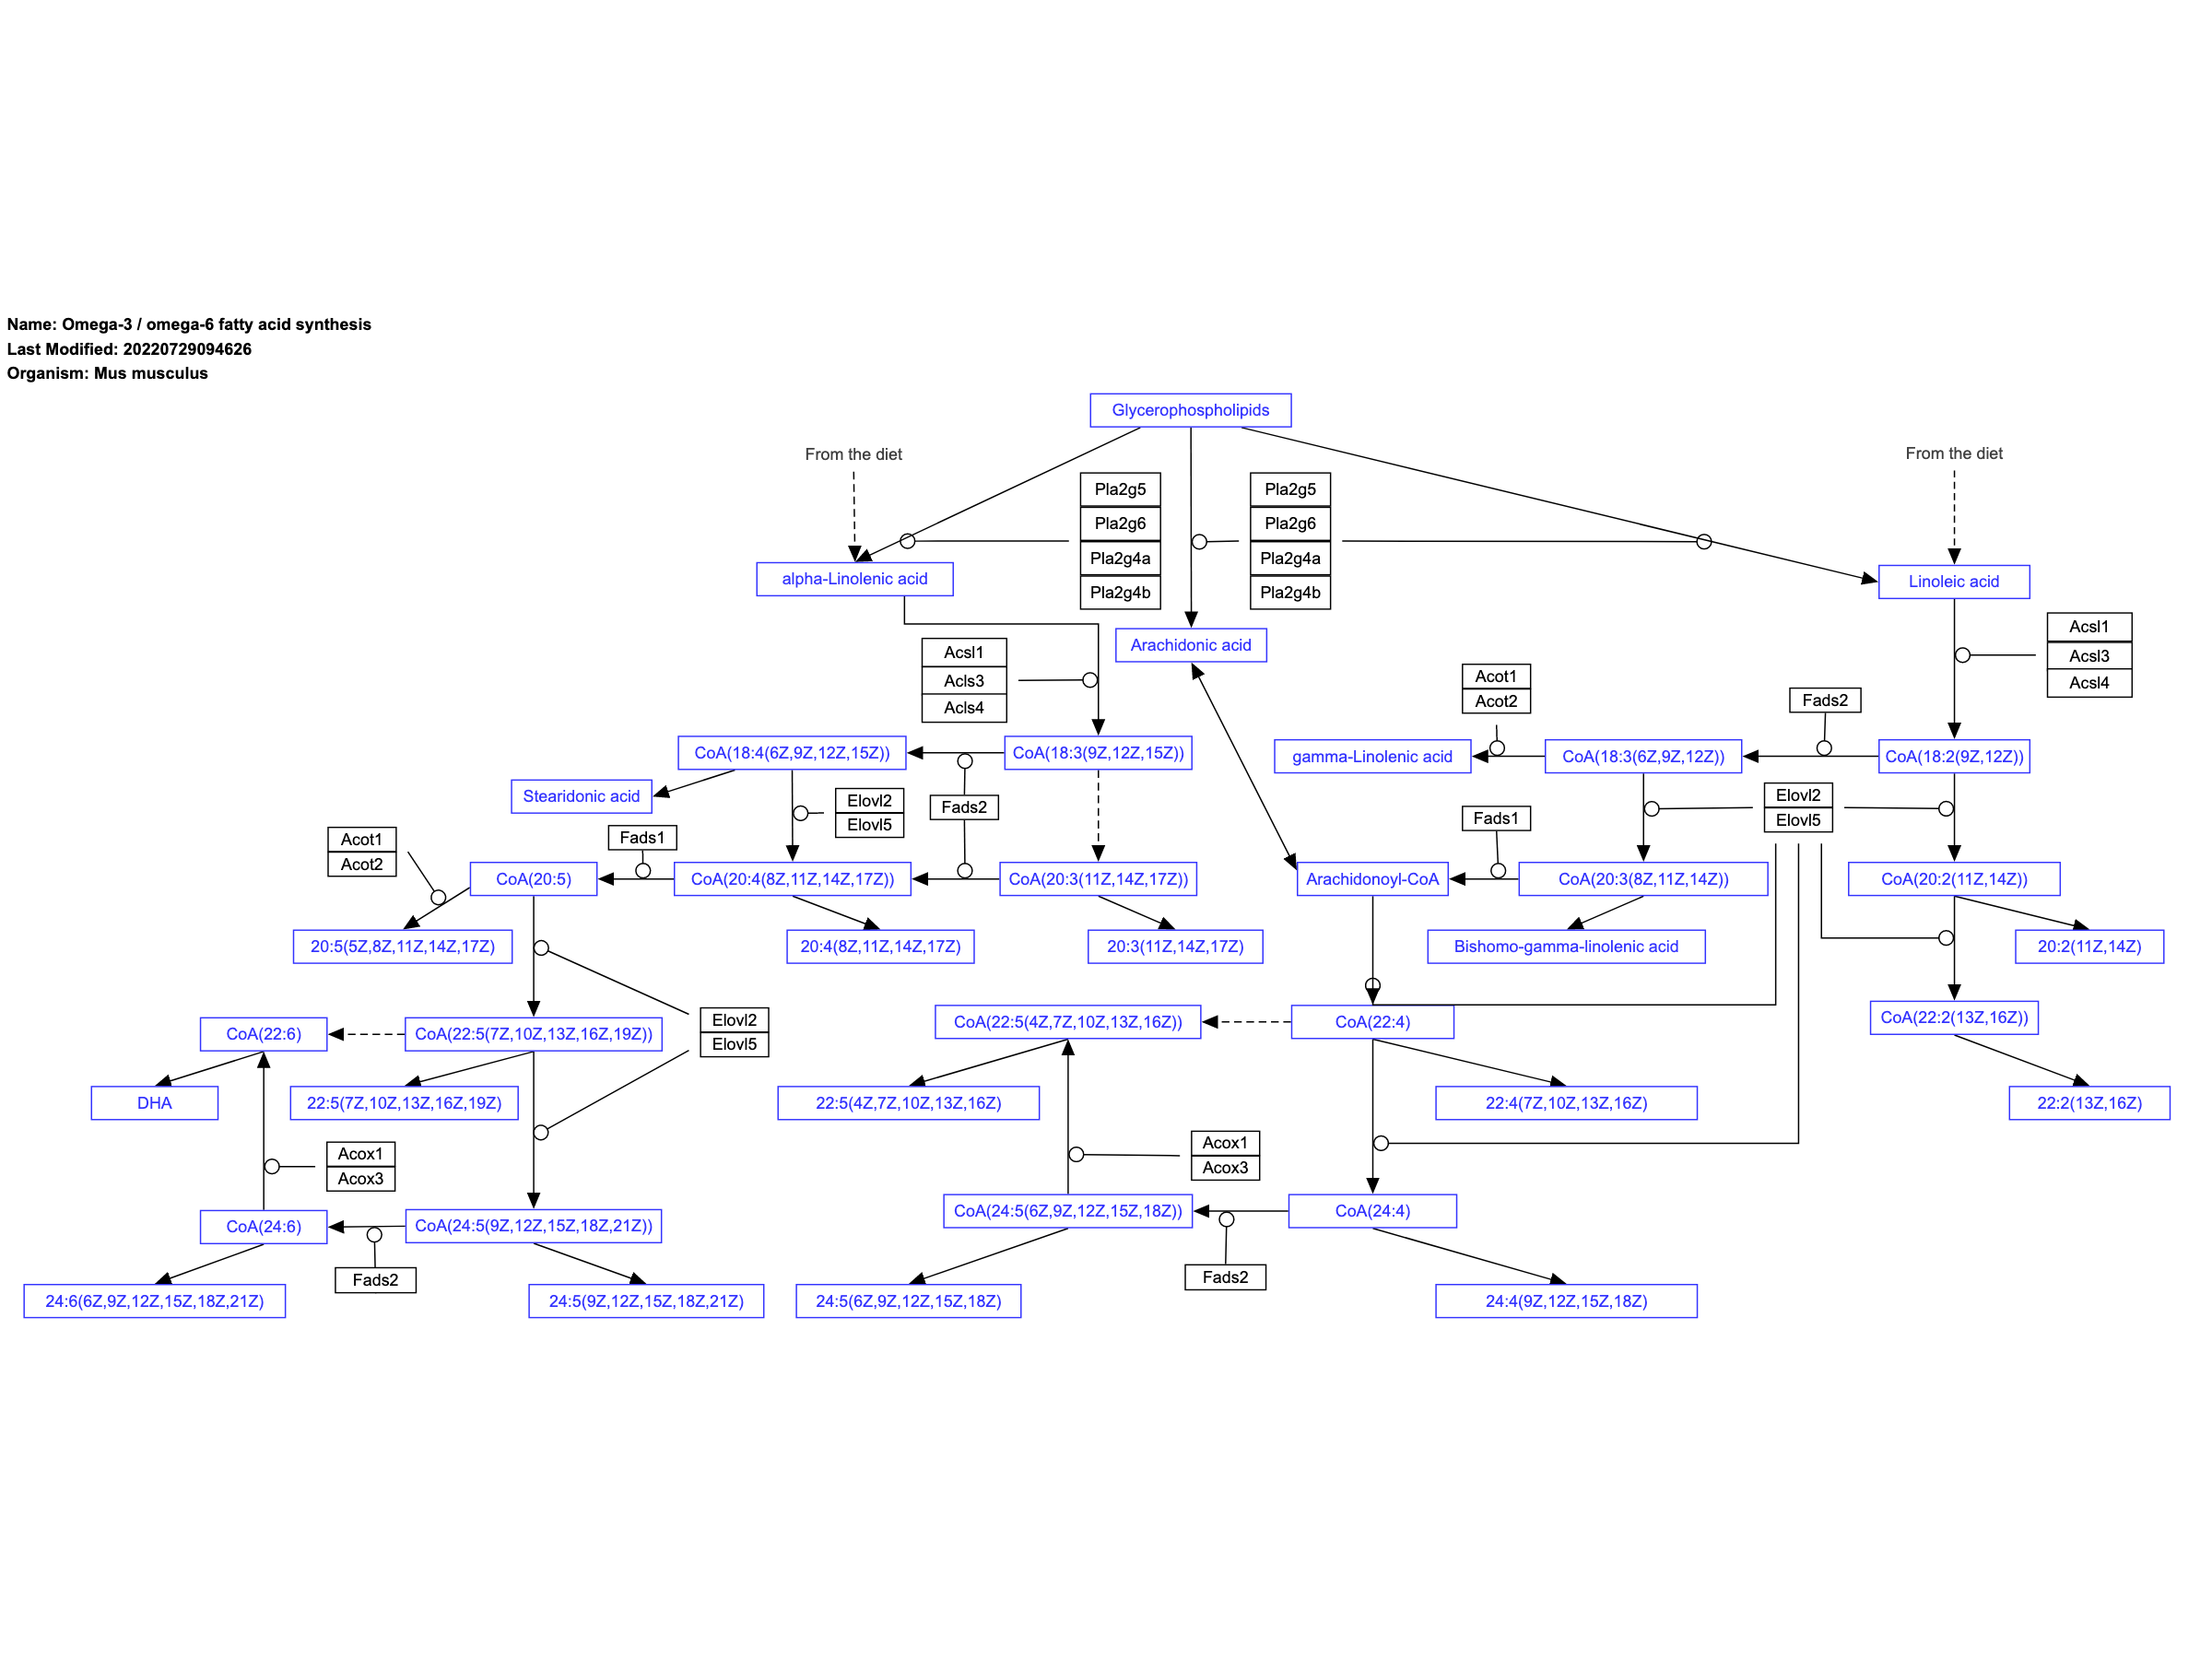 Name: Omega-3 / omega-6 fatty acid synthesis
Last Modified: 20220729094626
Organism: Mus musculus
Glycerophospholipids
From the diet
From the diet
Pla2g5
Pla2g6
Pla2g4a
Pla2g4b
Pla2g5
Pla2g6
Pla2g4a
Pla2g4b
alpha-Linolenic acid
Linoleic acid
Arachidonic acid
Acsl1
Acls3
Acls4
Acsl1
Acsl3
Acsl4
Acot1
Acot2
Fads2
CoA(18:4(6Z,9Z,12Z,15Z))
CoA(18:3(9Z,12Z,15Z))
gamma-Linolenic acid
CoA(18:3(6Z,9Z,12Z))
CoA(18:2(9Z,12Z))
Stearidonic acid
Elovl2
Elovl5
Fads2
Elovl2
Elovl5
Acot1
Acot2
Fads1
Fads1
CoA(20:5)
CoA(20:4(8Z,11Z,14Z,17Z))
CoA(20:3(11Z,14Z,17Z))
Arachidonoyl-CoA
CoA(20:3(8Z,11Z,14Z))
CoA(20:2(11Z,14Z))
20:5(5Z,8Z,11Z,14Z,17Z)
20:4(8Z,11Z,14Z,17Z)
20:3(11Z,14Z,17Z)
Bishomo-gamma-linolenic acid
20:2(11Z,14Z)
CoA(22:6)
CoA(22:5(7Z,10Z,13Z,16Z,19Z))
Elovl2
Elovl5
CoA(22:5(4Z,7Z,10Z,13Z,16Z))
CoA(22:4)
CoA(22:2(13Z,16Z))
DHA
22:5(7Z,10Z,13Z,16Z,19Z)
22:5(4Z,7Z,10Z,13Z,16Z)
22:4(7Z,10Z,13Z,16Z)
22:2(13Z,16Z)
Acox1
Acox3
Acox1
Acox3
CoA(24:6)
CoA(24:5(9Z,12Z,15Z,18Z,21Z))
CoA(24:5(6Z,9Z,12Z,15Z,18Z))
CoA(24:4)
Fads2
Fads2
24:6(6Z,9Z,12Z,15Z,18Z,21Z)
24:5(9Z,12Z,15Z,18Z,21Z)
24:5(6Z,9Z,12Z,15Z,18Z)
24:4(9Z,12Z,15Z,18Z)